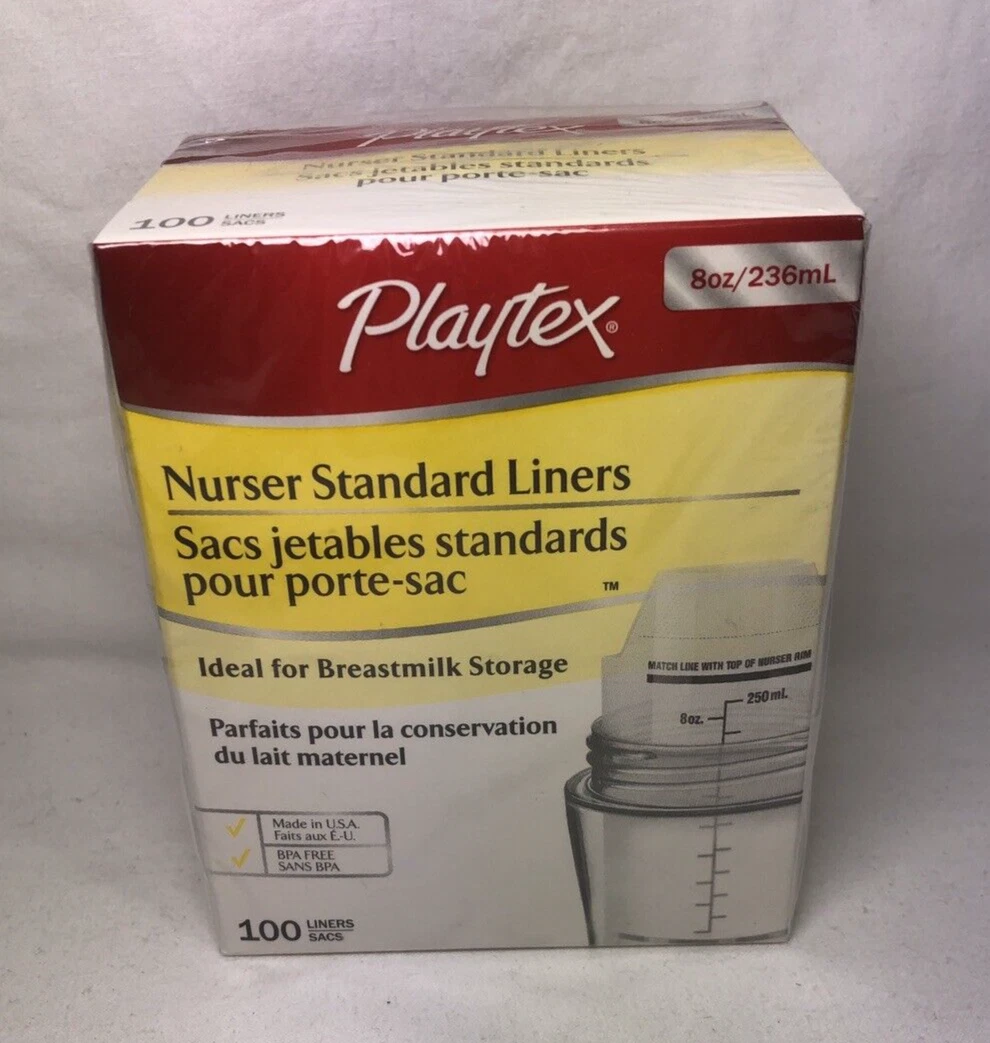 Playtex
Nurser Standard Liners
Sacs jetables standards
pour porte-sac
100 LINERS
SACS
8oz/236mL
Playtex®
Nurser Standard Liners
Sacs jetables standards
pour porte-sac ™
Ideal for Breastmilk Storage
Parfaits pour la conservation
du lait maternel
MATCH LINE WITH TOP OF NURSER RIM
250 ml.
8oz.
Made in U.S.A.
Faits aux É.-U.
BPA FREE
SANS BPA
100 LINERS
SACS